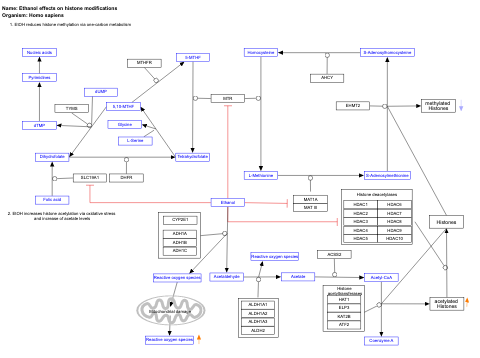 Name: Ethanol effects on histone modifications
Organism: Homo sapiens
1. EtOH reduces histone methylation via one-carbon metabolism
Nucleic acids
5-MTHF
Homocysteine
S-Adenosylhomocysteine
MTHFR
Pyrimidines
AHCY
dUMP
TYMS
5,10-MTHF
MTR
EHMT2
methylated
Histones
dTMP
Glycine
L-Serine
Dihydrofolate
Tetrahydrofolate
SLC19A1
DHFR
L-Methionine
S-Adenosylmethionine
Folic acid
Ethanol
MAT1A
MAT B
Histone deacetylases
HDAC1
HDAC6
HDAC2
HDAC7
HDAC3
HDAC8
HDAC4
HDAC9
HDAC5
HDAC10
2. EtOH increases histone acetylation via oxidative stress
and increase of acetate levels
CYP2E1
ADH1A
ADH1B
ADH1C
Histones
Reactive oxygen species
ACSS2
Reactive oxygen species
Acetaldehyde
Acetate
Acetyl-CoA
Mitochondrial damage
ALDH1A1
ALDH1A2
ALDH1A3
ALDH2
Histone
acetyltransferases
HAT1
ELP3
KAT2B
ATF2
acetylated
Histones
Reactive oxygen species
Coenzyme A